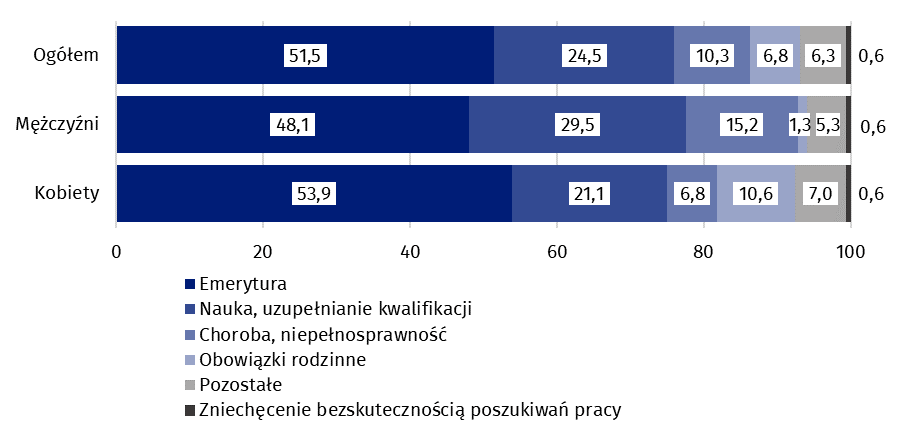 Ogółem 51,5 24,5 10,3 6,8 6,3 0,6
Mężczyźni 48,1 29,5 15,2 1,3 5,3 0,6
Kobiety 53,9 21,1 6,8 10,6 7,0 0,6
0 20 40 60 80 100
Emerytura
Nauka, uzupełnianie kwalifikacji
Choroba, niepełnosprawność
Obowiązki rodzinne
Pozostałe
Zniechęcenie bezskutecznością poszukiwań pracy